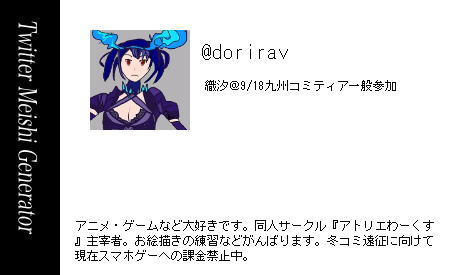 Twitter Meishi Generator
@dorirav
織汐@9/18九州コミティア一般参加
アニメ・ゲームなど大好きです。同人サークル『アトリエわーくす
』主宰者。お絵描きの練習などがんばります。冬コミ遠征に向けて
現在スマホゲーへの課金禁止中。